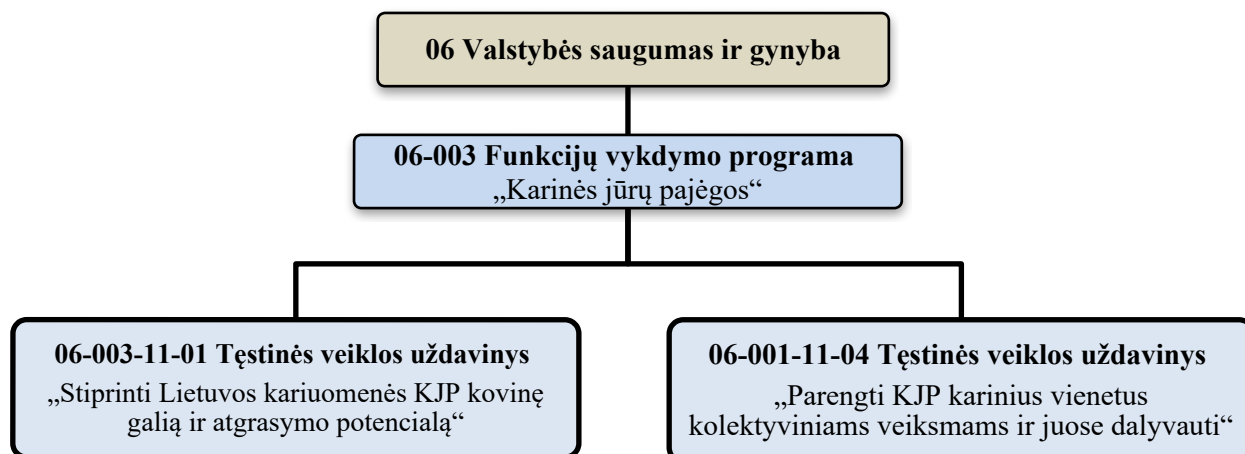 06 Valstybės saugumas ir gynyba
06-003 Funkcijų vykdymo programa
„Karinės jūrų pajėgos“
06-003-11-01 Tęstinės veiklos uždavinys
„Stiprinti Lietuvos kariuomenės KJP kovinę
galią ir atgrasymo potencialą“
06-001-11-04 Tęstinės veiklos uždavinys
„Parengti KJP karinius vienetus
kolektyviniams veiksmams ir juose dalyvauti“